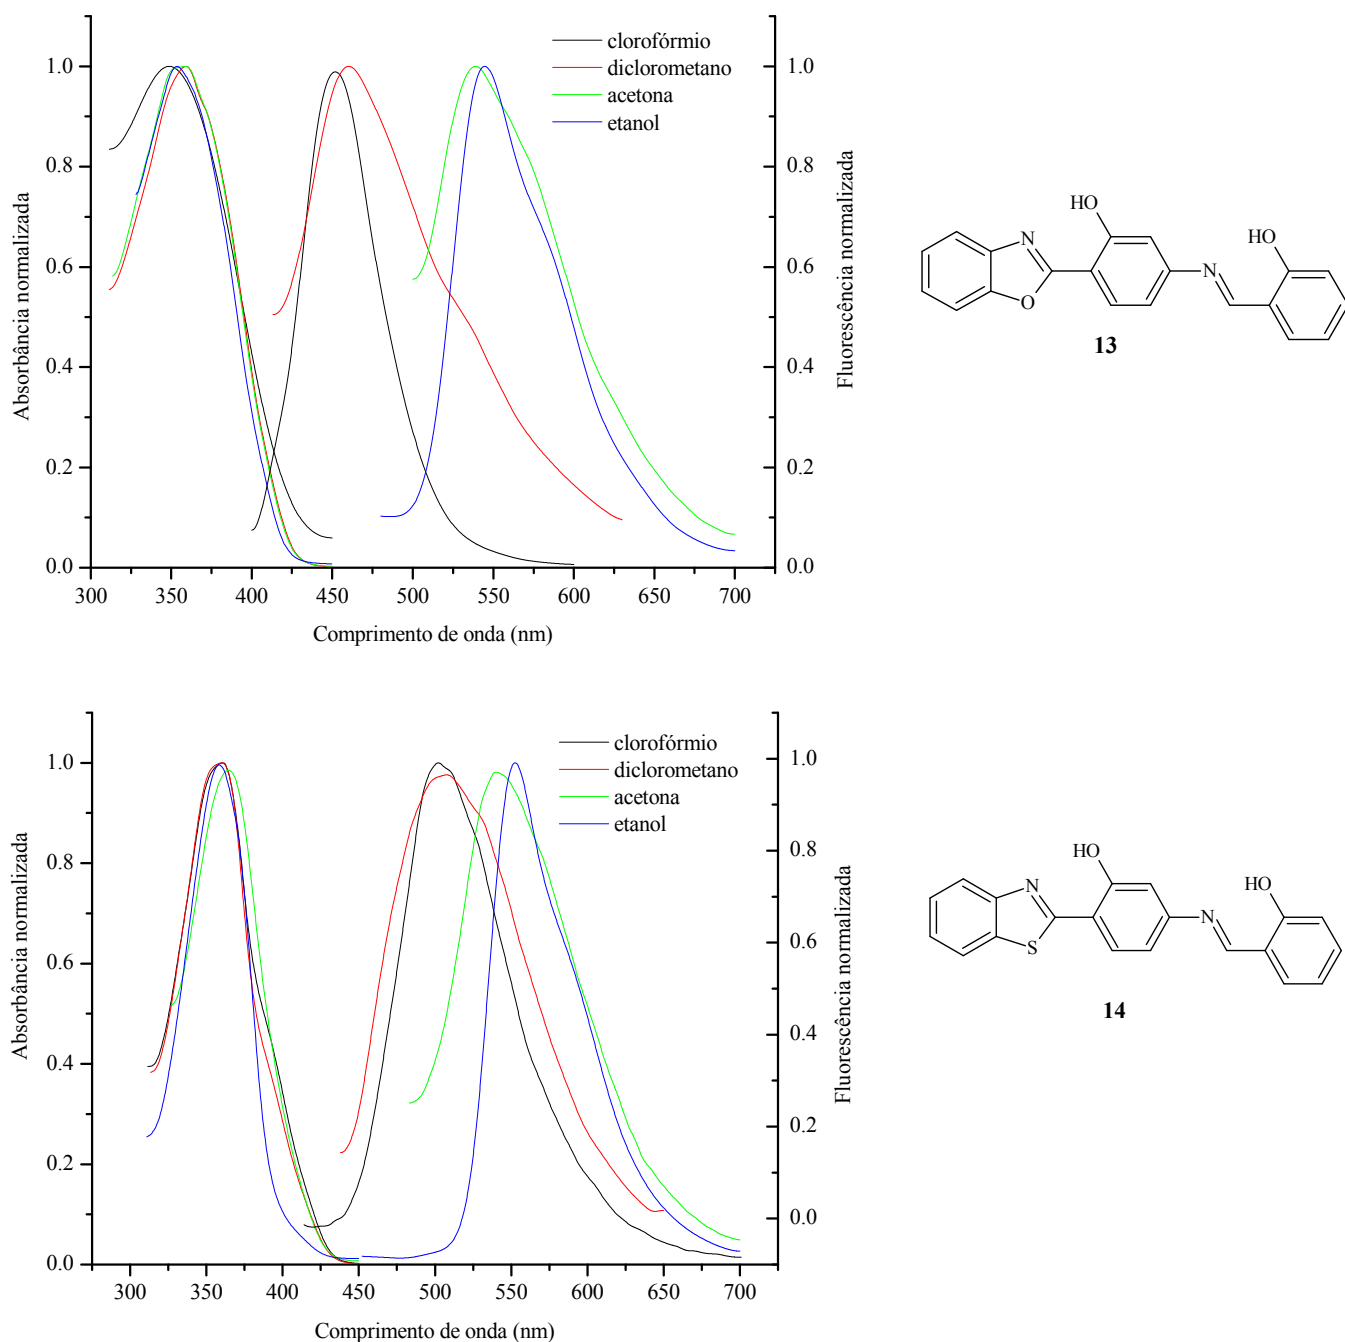 clorofórmio
diclorometano
acetona
etanol
1.0
0.8
0.6
0.4
0.2
0.0
Absorbância normalizada
300 350 400 450 500 550 600 650 700
Comprimento de onda (nm)
1.0
0.8
0.6
0.4
0.2
0.0
Fluorescência normalizada
HO
N
O
N
HO
13
clorofórmio
diclorometano
acetona
etanol
1.0
0.8
0.6
0.4
0.2
0.0
Absorbância normalizada
300 350 400 450 500 550 600 650 700
Comprimento de onda (nm)
1.0
0.8
0.6
0.4
0.2
0.0
Fluorescência normalizada
HO
N
S
N
HO
14